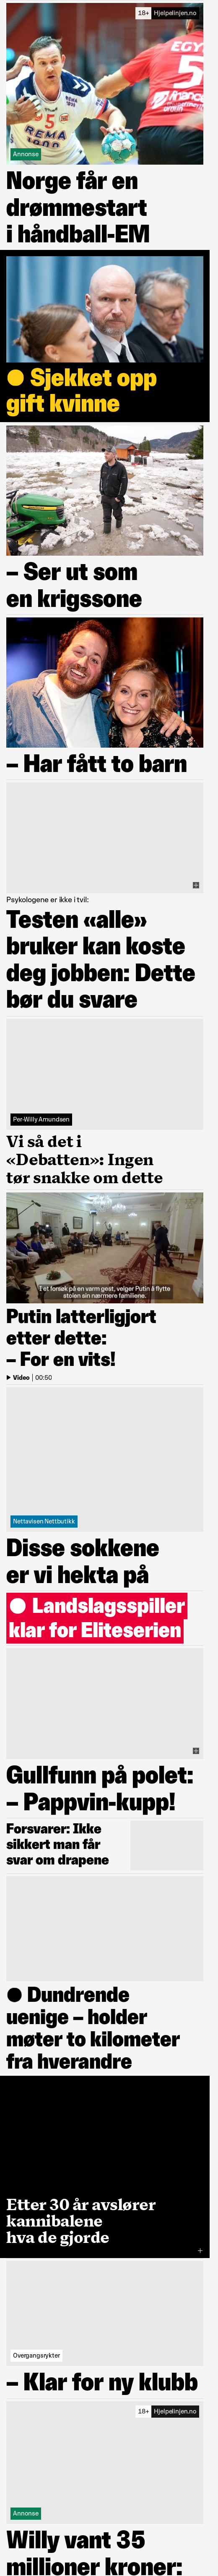 18+ Hjelpelinjen.no
EGY
5
REMA
1000
Annonse
Norge får en
drømmestart
i håndball-EM
Sjekket opp
gift kvinne
– Ser ut som
en krigssone
– Har fått to barn
Psykologene er ikke i tvil:
Testen «alle»
bruker kan koste
deg jobben: Dette
bør du svare
Per-Willy Amundsen
Vi så det i
«Debatten»: Ingen
tør snakke om dette
I et forsøk på en varm gest, velger Putin å flytte
stolen sin nærmere familiene.
Putin latterligjort
etter dette:
– For en vits!
Video | 00:50
Nettavisen Nettbutikk
Disse sokkene
er vi hekta på
Landslagsspiller
klar for Eliteserien
Gullfunn på polet:
– Pappvin-kupp!
Forsvarer: Ikke
sikkert man får
svar om drapene
Dundrende
uenige – holder
møter to kilometer
fra hverandre
Etter 30 år avslører
kannibalene
hva de gjorde
Overgangsrykter
– Klar for ny klubb
18+ Hjelpelinjen.no
Annonse
Willy vant 35
millioner kroner: